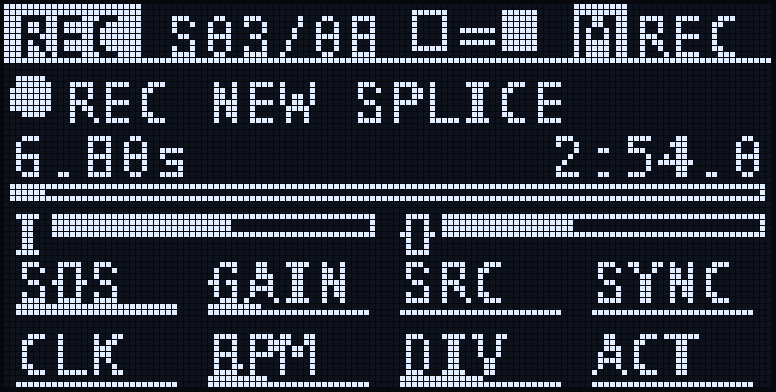 REC S03/08 M REC
REC NEW SPLICE
6.00s 2:54.0
I O
SOS GAIN SRC SYNC
CLK BPM DIV ACT